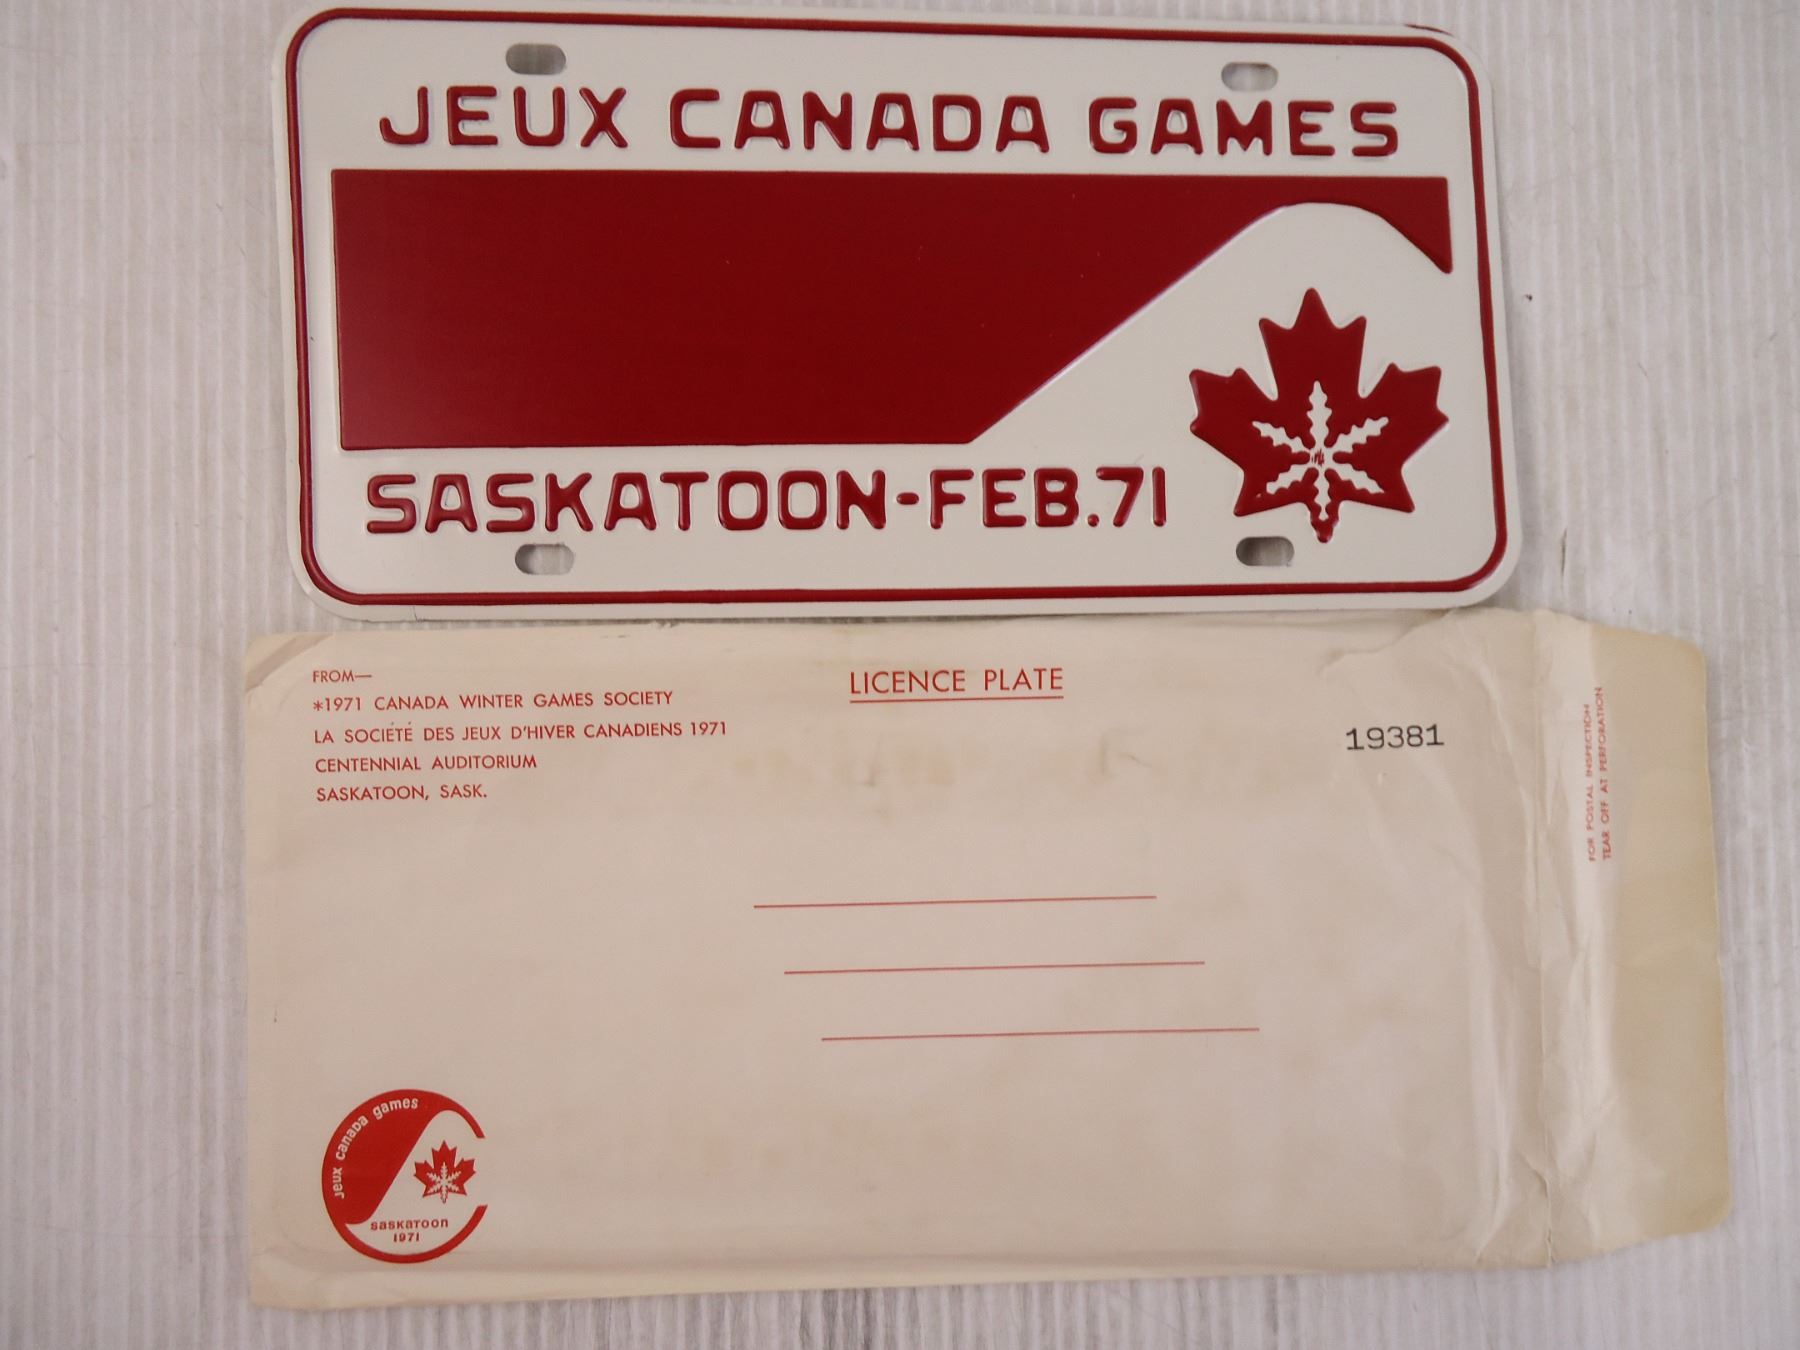 JEUX CANADA GAMES
SASKATOON-FEB.71
FROM—
*1971 CANADA WINTER GAMES SOCIETY
LA SOCIÉTÉ DES JEUX D'HIVER CANADIENS 1971
CENTENNIAL AUDITORIUM
SASKATOON, SASK.
LICENCE PLATE
19381
FOR POSTAL INSPECTION
TEAR OFF AT PERFORATION
jeux canada games
saskatoon
1971